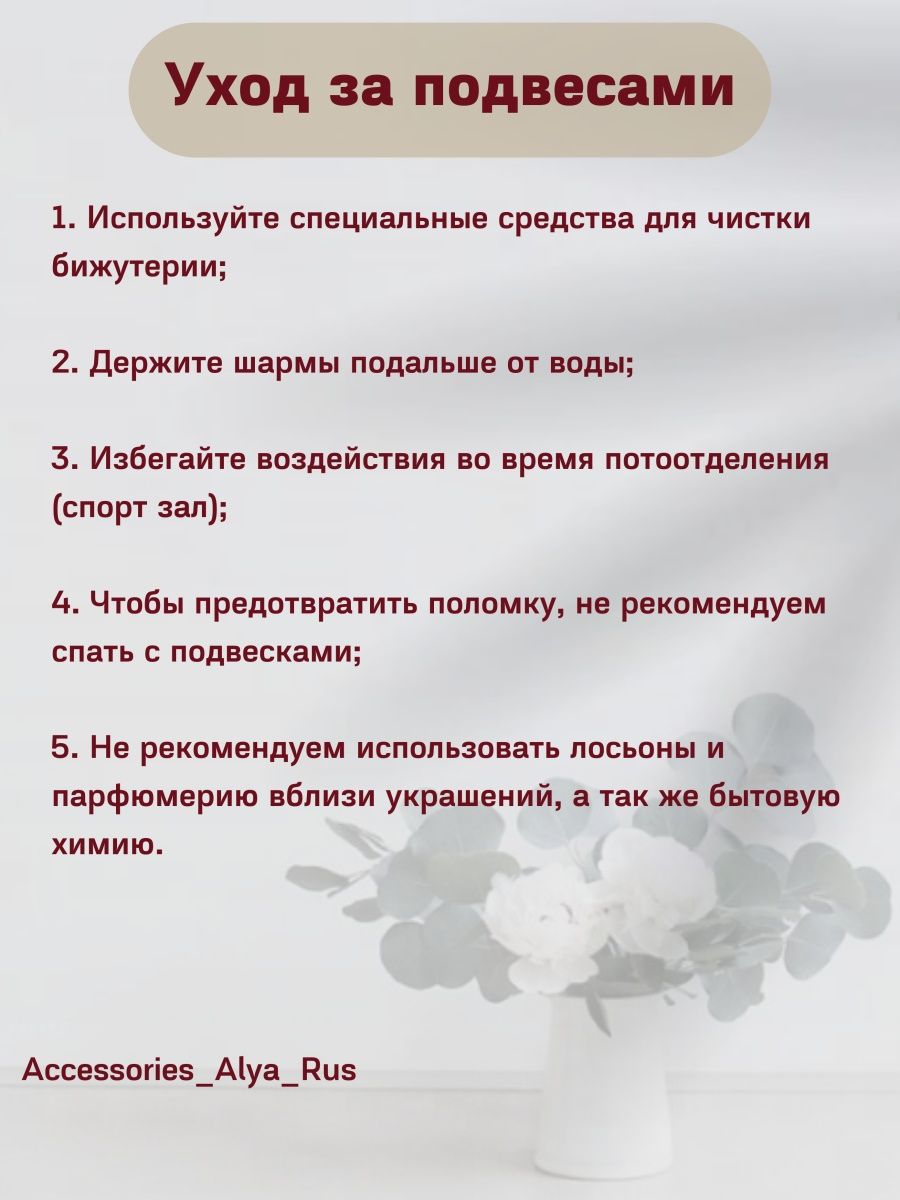 Уход за подвесами
1. Используйте специальные средства для чистки
бижутерии;
2. Держите шармы подальше от воды;
3. Избегайте воздействия во время потоотделения
(спорт зал);
4. Чтобы предотвратить поломку, не рекомендуем
спать с подвесками;
5. Не рекомендуем использовать лосьоны и
парфюмерию вблизи украшений, а так же бытовую
химию.
Accessories_Alya_Rus